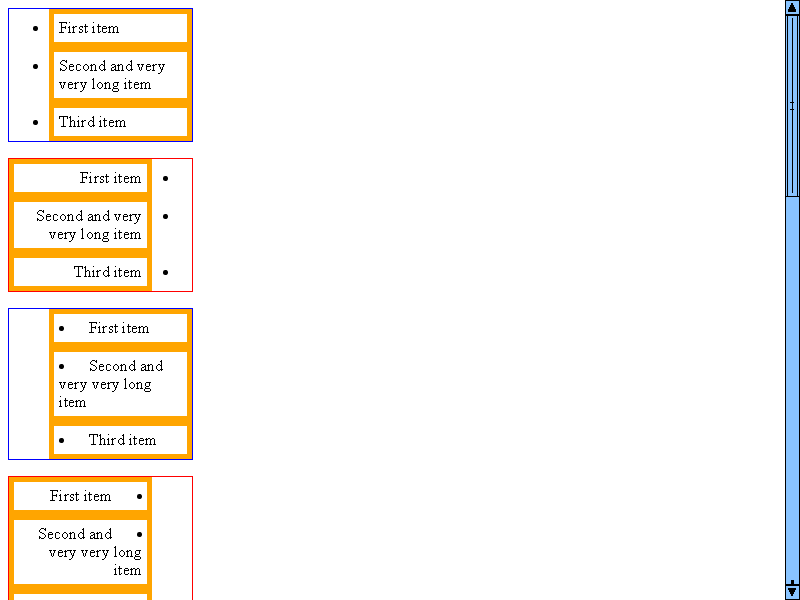 • First item
• Second and very
very long item
• Third item
First item •
Second and very •
very long item
Third item •
• First item
• Second and
very very long
item
• Third item
First item •
Second and •
very very long
item